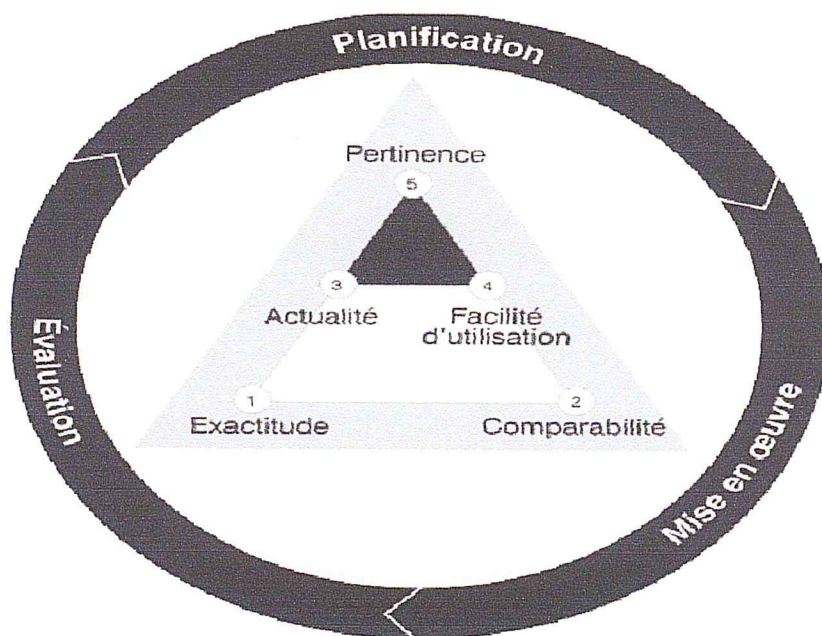 Planification
Pertinence
5
3
4
Actualité
Facilité
d'utilisation
1
2
Exactitude
Comparabilité
Évaluation
Mise en œuvre